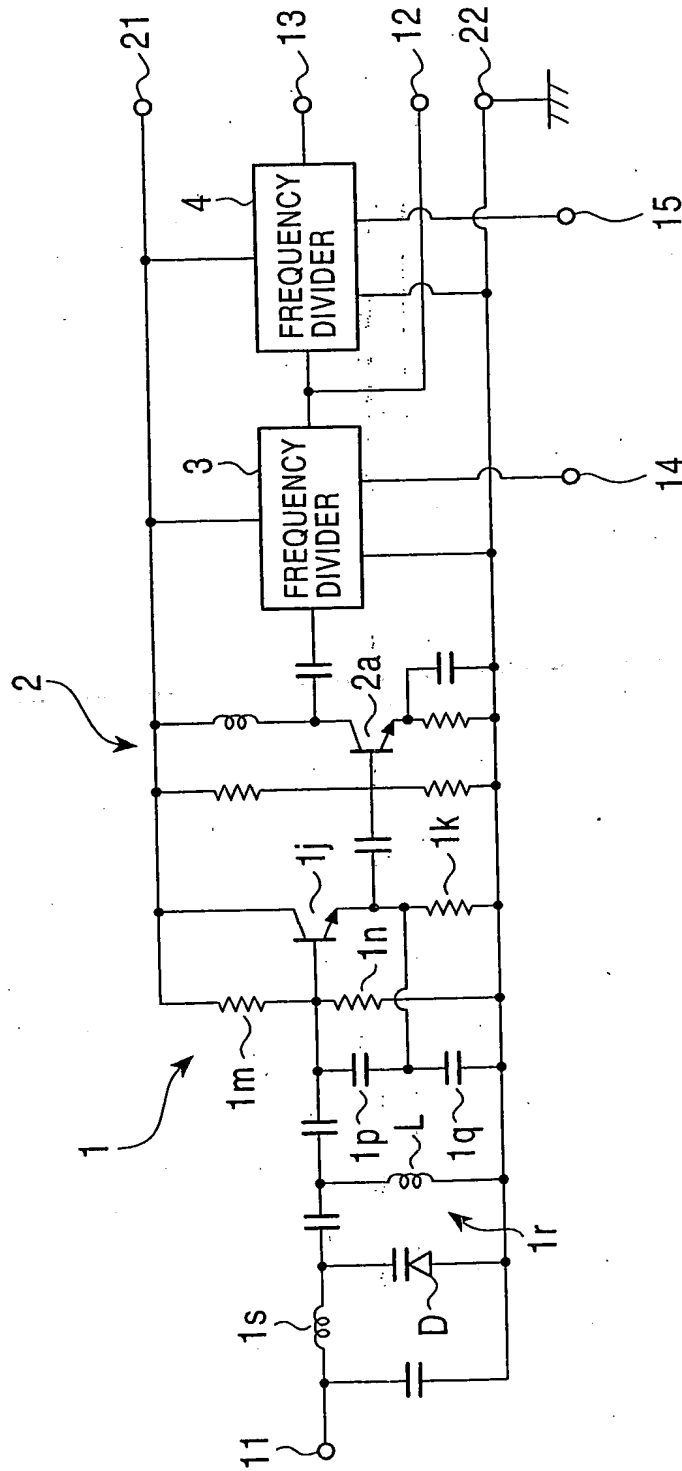 21
13
12
22
15
14
4
FREQUENCY
DIVIDER
3
FREQUENCY
DIVIDER
2
2a
1j
1k
1n
1m
1
1p
1q
L
1r
1s
D
11